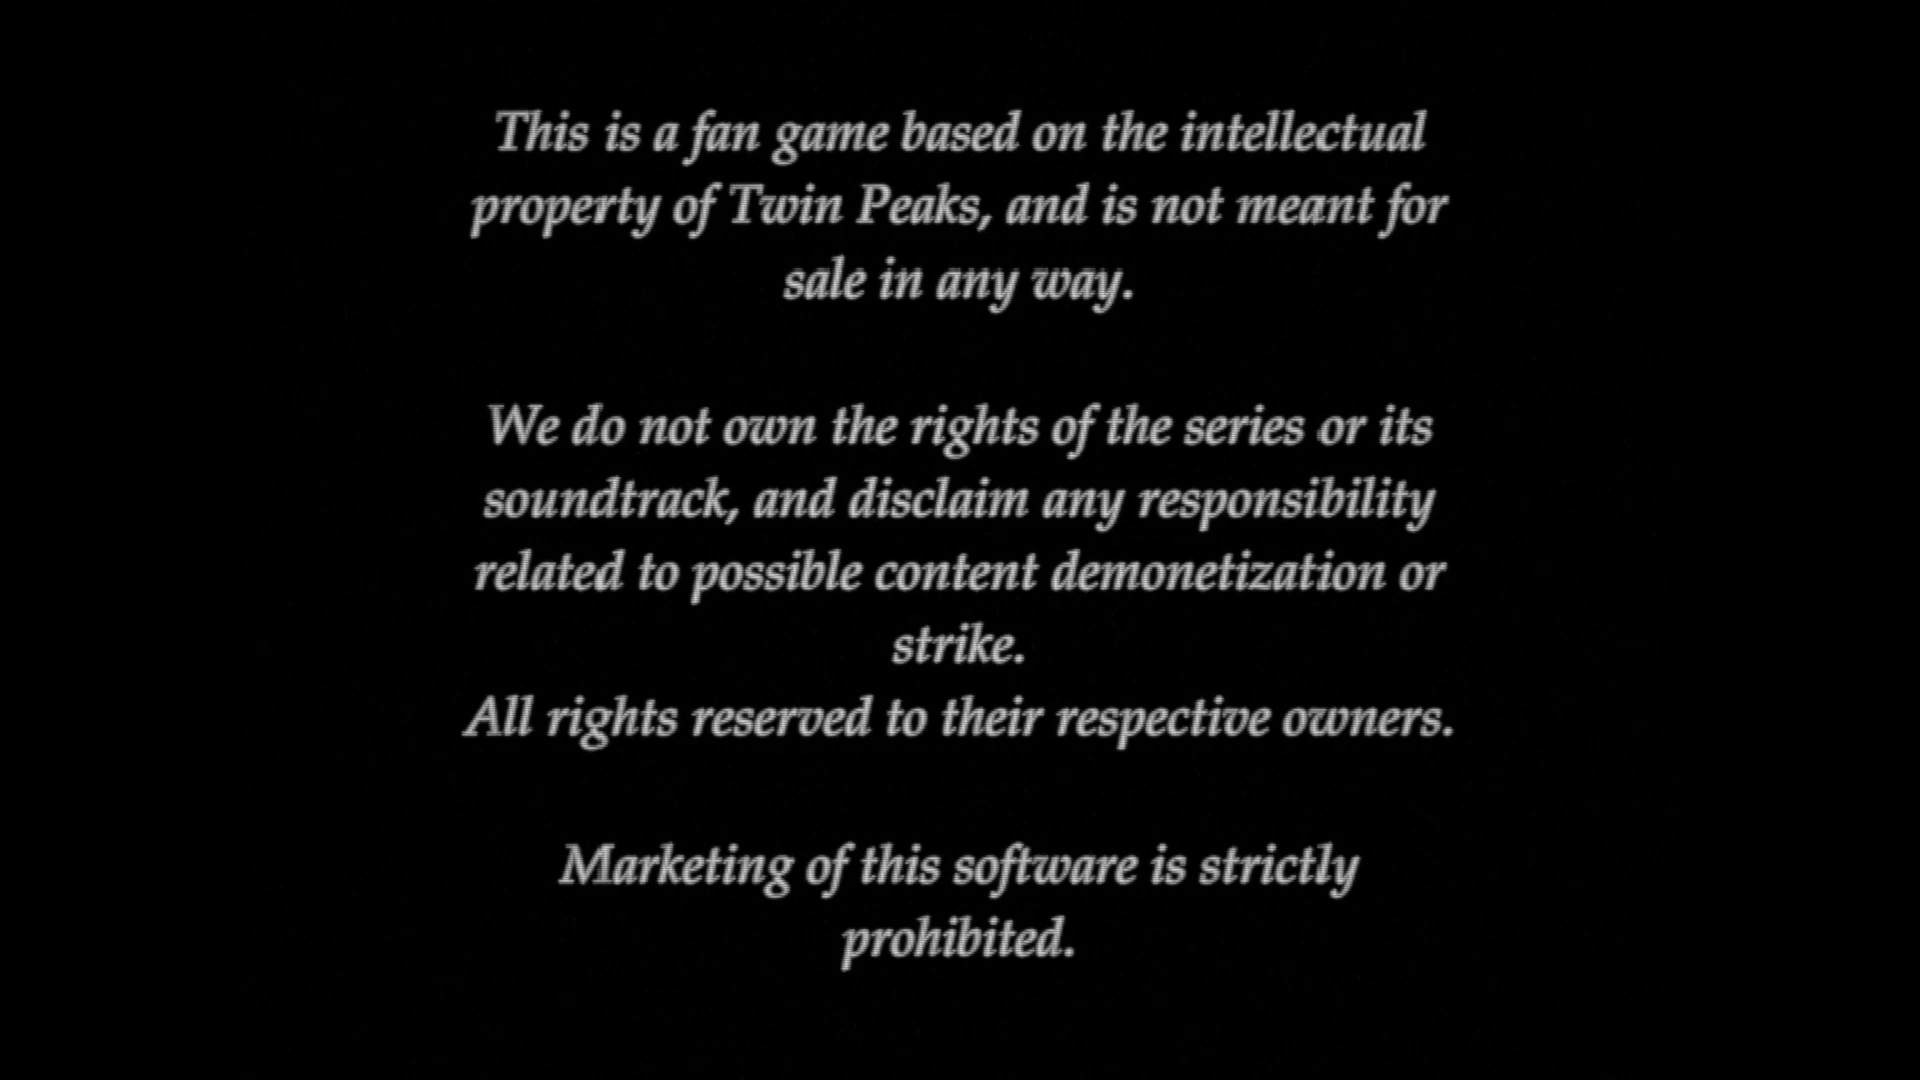 This is a fan game based on the intellectual
property of Twin Peaks, and is not meant for
sale in any way.
We do not own the rights of the series or its
soundtrack, and disclaim any responsibility
related to possible content demonetization or
strike.
All rights reserved to their respective owners.
Marketing of this software is strictly
prohibited.